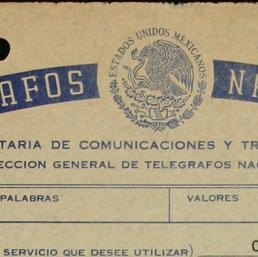 ESTADOS UNIDOS MEXICANOS
AFOS NA
TARIA DE COMUNICACIONES Y TR
ECCION GENERAL DE TELEGRAFOS NAC
PALABRAS VALORES
SERVICIO QUE DESEE UTILIZAR)